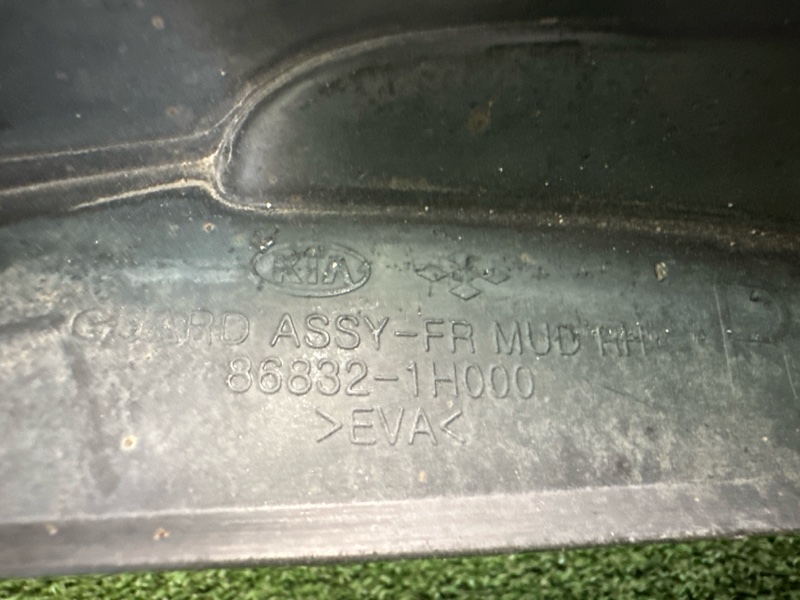 KIA
GUARD ASSY-FR MUD RH
86832-1H000
>EVA<